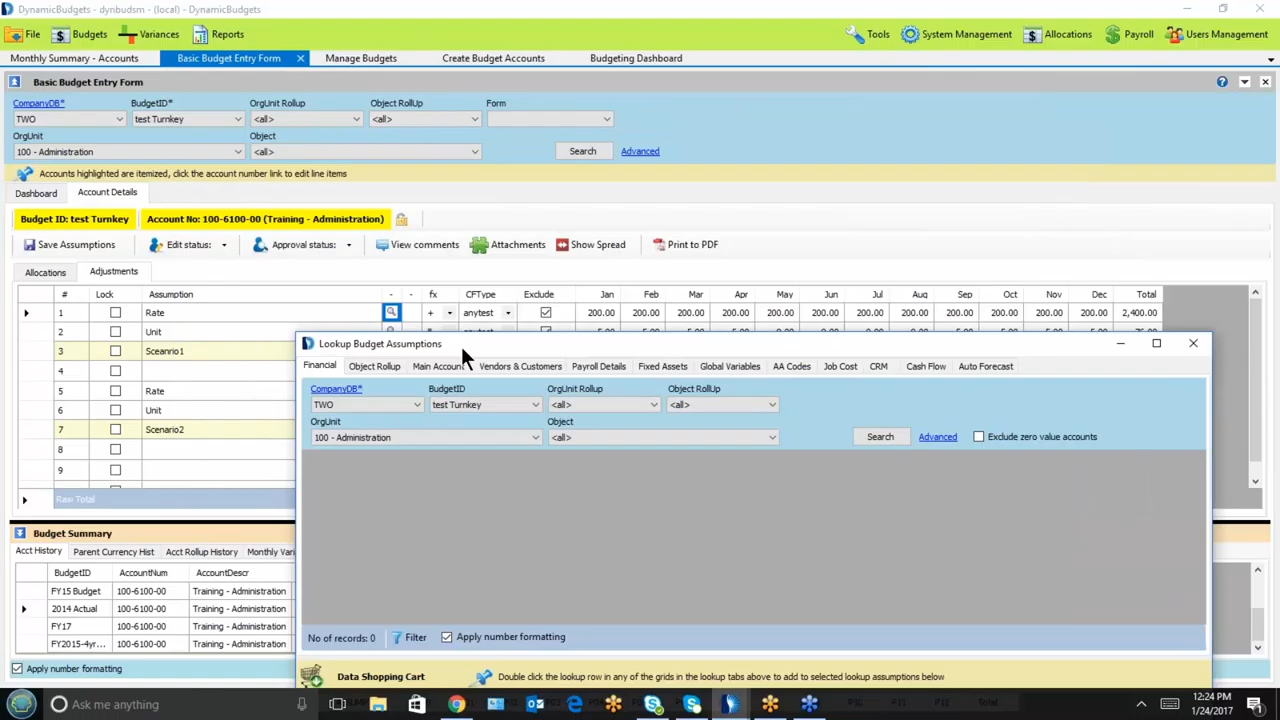 DynamicBudgets - dynbudsm - (local) - DynamicBudgets
File Budgets Variances Reports Tools System Management Allocations Payroll Users Management
Monthly Summary - Accounts Basic Budget Entry Form Manage Budgets Create Budget Accounts Budgeting Dashboard
Basic Budget Entry Form
CompanyDB* BudgetID* OrgUnit Rollup Object RollUp Form
TWO test Turnkey <all> <all>
OrgUnit Object
100 - Administration <all> Search Advanced
Accounts highlighted are itemized, click the account number link to edit line items
Dashboard Account Details
Budget ID: test Turnkey Account No: 100-6100-00 (Training - Administration)
Save Assumptions Edit status: Approval status: View comments Attachments Show Spread Print to PDF
Allocations Adjustments
# Lock Assumption - - fx CFType Exclude Jan Feb Mar Apr May Jun Jul Aug Sep Oct Nov Dec Total
1 Rate + anytest 200.00 200.00 200.00 200.00 200.00 200.00 200.00 200.00 200.00 200.00 200.00 200.00 2,400.00
2 Unit
3 Sceanrio1
4
5 Rate
6 Unit
7 Scenario2
8
9
Raw Total
Lookup Budget Assumptions
Financial Object Rollup Main Account Vendors & Customers Payroll Details Fixed Assets Global Variables AA Codes Job Cost CRM Cash Flow Auto Forecast
CompanyDB* BudgetID OrgUnit Rollup Object RollUp
TWO test Turnkey <all> <all>
OrgUnit Object
100 - Administration <all> Search Advanced Exclude zero value accounts
No of records: 0 Filter Apply number formatting
Data Shopping Cart Double click the lookup row in any of the grids in the lookup tabs above to add to selected lookup assumptions below
Budget Summary
Acct History Parent Currency Hist Acct Rollup History Monthly Vari
BudgetID AccountNum AccountDescr
FY15 Budget 100-6100-00 Training - Administration
2014 Actual 100-6100-00 Training - Administration
FY17 100-6100-00 Training - Administration
FY2015-4yr... 100-6100-00 Training - Administration
Apply number formatting
Ask me anything
12:24 PM
1/24/2017